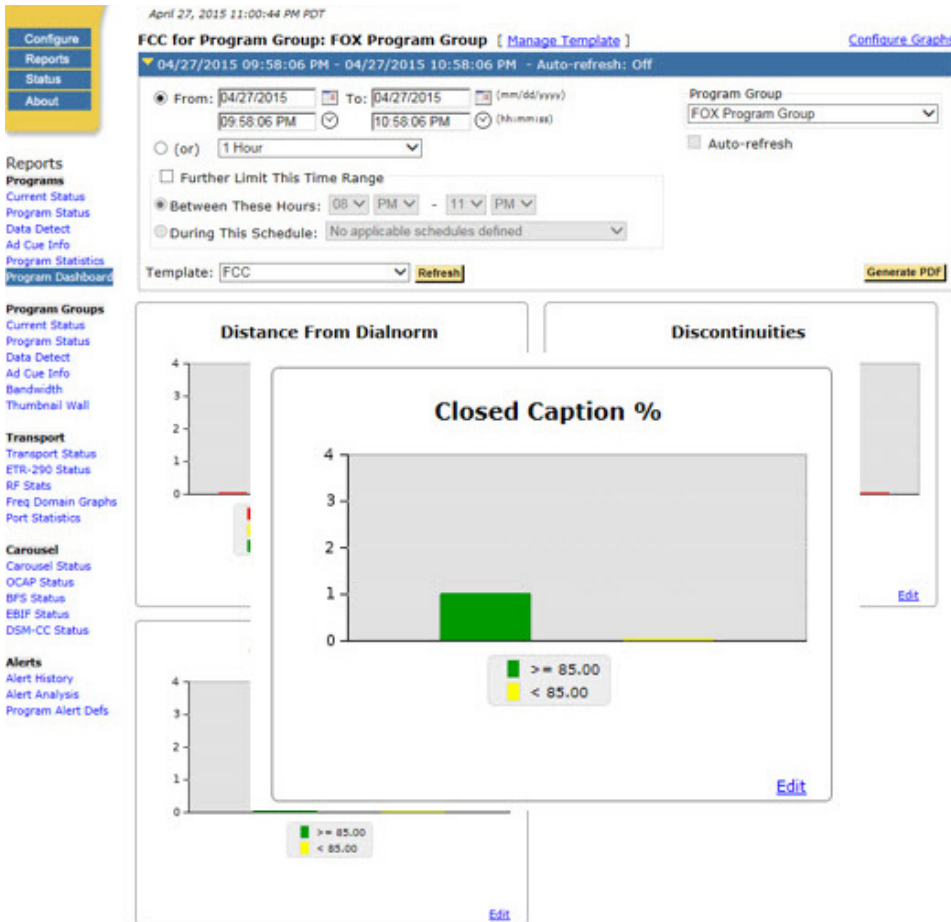 April 27, 2015 11:00:44 PM PDT
Configure
Reports
Status
About
FCC for Program Group: FOX Program Group [ Manage Template ]
Configure Graphs
04/27/2015 09:58:06 PM - 04/27/2015 10:58:06 PM - Auto-refresh: Off
From: 04/27/2015 To: 04/27/2015 (mm/dd/yyyy)
09:58:06 PM 10:58:06 PM (hh:mm:ss)
(or) 1 Hour
Further Limit This Time Range
Between These Hours: 08 PM - 11 PM
During This Schedule: No applicable schedules defined
Program Group
FOX Program Group
Auto-refresh
Template: FCC Refresh
Generate PDF
Reports
Programs
Current Status
Program Status
Data Detect
Ad Cue Info
Program Statistics
Program Dashboard
Program Groups
Current Status
Program Status
Data Detect
Ad Cue Info
Bandwidth
Thumbnail Wall
Transport
Transport Status
ETR-290 Status
RF Stats
Freq Domain Graphs
Port Statistics
Carousel
Carousel Status
OCAP Status
BFS Status
EBIF Status
DSM-CC Status
Alerts
Alert History
Alert Analysis
Program Alert Defs
Distance From Dialnorm
4
3
2
1
0
Discontinuities
Edit
Closed Caption %
4
3
2
1
0
>= 85.00
< 85.00
Edit
4
3
2
1
0
>= 85.00
< 85.00
Edit